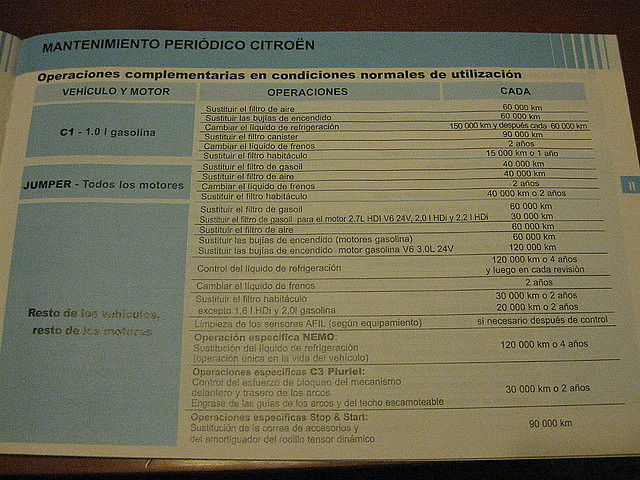 MANTENIMIENTO PERIÓDICO CITROËN
Operaciones complementarias en condiciones normales de utilización
VEHÍCULO Y MOTOR OPERACIONES CADA
C1 - 1.0 l gasolina
Sustituir el filtro de aire 60 000 km
Sustituir las bujías de encendido 60 000 km
Cambiar el líquido de refrigeración 150 000 km y después cada 60 000 km
Sustituir filtro canister 90 000 km
Cambiar el líquido de frenos 2 años
Sustituir el filtro habitáculo 15 000 km o 1 año
JUMPER - Todos los motores
Sustituir el filtro de gasoil 40 000 km
Sustituir el filtro de aire 40 000 km
Cambiar el líquido de frenos 2 años
Sustituir el filtro habitáculo 40 000 km o 2 años
11
Resto de los vehículos,
resto de los motores
Sustituir el filtro de gasoil 60 000 km
Sustituir el filtro de gasoil para el motor 2.7L HDI V6 24V, 2,0 l HDi y 2,2 l HDi 30 000 km
Sustituir el filtro de aire 60 000 km
Sustituir las bujías de encendido (motores gasolina) 60 000 km
Sustituir las bujías de encendido motor gasolina V6 3.0L 24V 120 000 km
Control del líquido de refrigeración 120 000 km o 4 años
y luego en cada revisión
Cambiar el líquido de frenos 2 años
Sustituir el filtro habitáculo 30 000 km o 2 años
excepto 1,6 l HDi y 2,0l gasolina 20 000 km o 2 años
Limpieza de los sensores AFIL (según equipamiento) si necesario después de control
Operación específica NEMO:
Sustitución del líquido de refrigeración 120 000 km o 4 años
(operación única en la vida del vehículo)
Operaciones específicas C3 Pluriel:
Control del esfuerzo de bloqueo del mecanismo
delantero y trasero de los arcos 30 000 km o 2 años
Engrase de las guías de los arcos y del techo escamoteable
Operaciones específicas Stop & Start:
Sustitución de la correa de accesorios y 90 000 km
del amortiguador del rodillo tensor dinámico